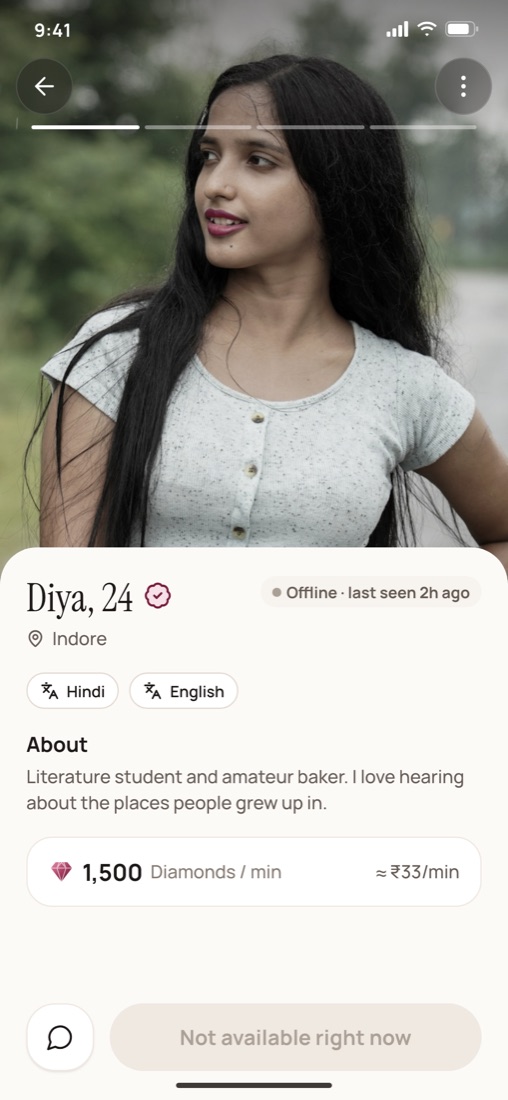 9:41
Diya, 24
Offline · last seen 2h ago
Indore
Hindi
English
About
Literature student and amateur baker. I love hearing
about the places people grew up in.
1,500 Diamonds / min
≈ ₹33/min
Not available right now